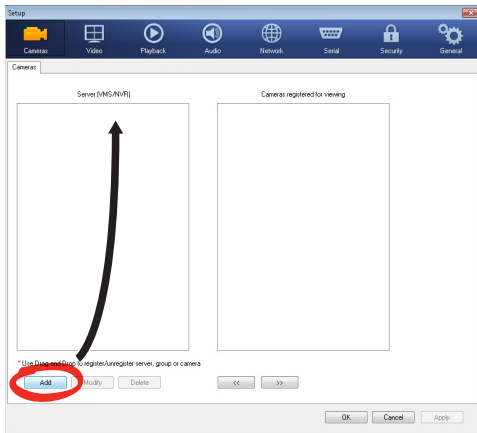 Setup
Cameras Video Playback Audio Network Serial Security General
Cameras
Server (VMS/NVR) Cameras registered for viewing
* Use Drag and Drop to register/unregister server, group or camera
Add Modify Delete << >>
OK Cancel Apply